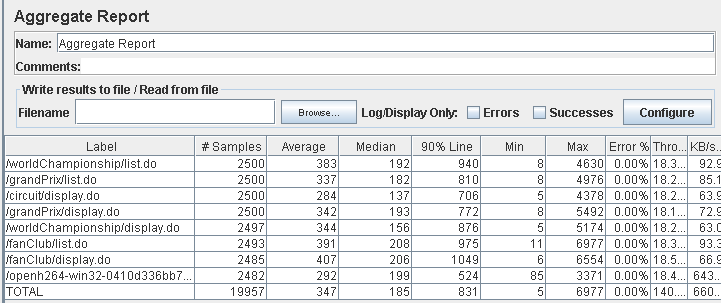 Aggregate Report
Name: Aggregate Report
Comments:
Write results to file / Read from file
Filename Browse... Log/Display Only: Errors Successes Configure
Label # Samples Average Median 90% Line Min Max Error % Thro... KB/s...
/worldChampionship/list.do 2500 383 192 940 8 4630 0.00% 18.3... 92.9
/grandPrix/list.do 2500 337 182 810 8 4976 0.00% 18.2... 85.1
/circuit/display.do 2500 284 137 706 5 4378 0.00% 18.2... 63.9
/grandPrix/display.do 2500 342 193 772 8 5492 0.00% 18.1... 72.9
/worldChampionship/display.do 2497 344 156 876 5 5174 0.00% 18.2... 63.0
/fanClub/list.do 2493 391 208 975 11 6977 0.00% 18.3... 93.3
/fanClub/display.do 2485 407 206 1049 6 6554 0.00% 18.5... 66.9
/openh264-win32-0410d336bb7... 2482 292 199 524 85 3371 0.00% 18.4... 643...
TOTAL 19957 347 185 831 5 6977 0.00% 140.... 660...